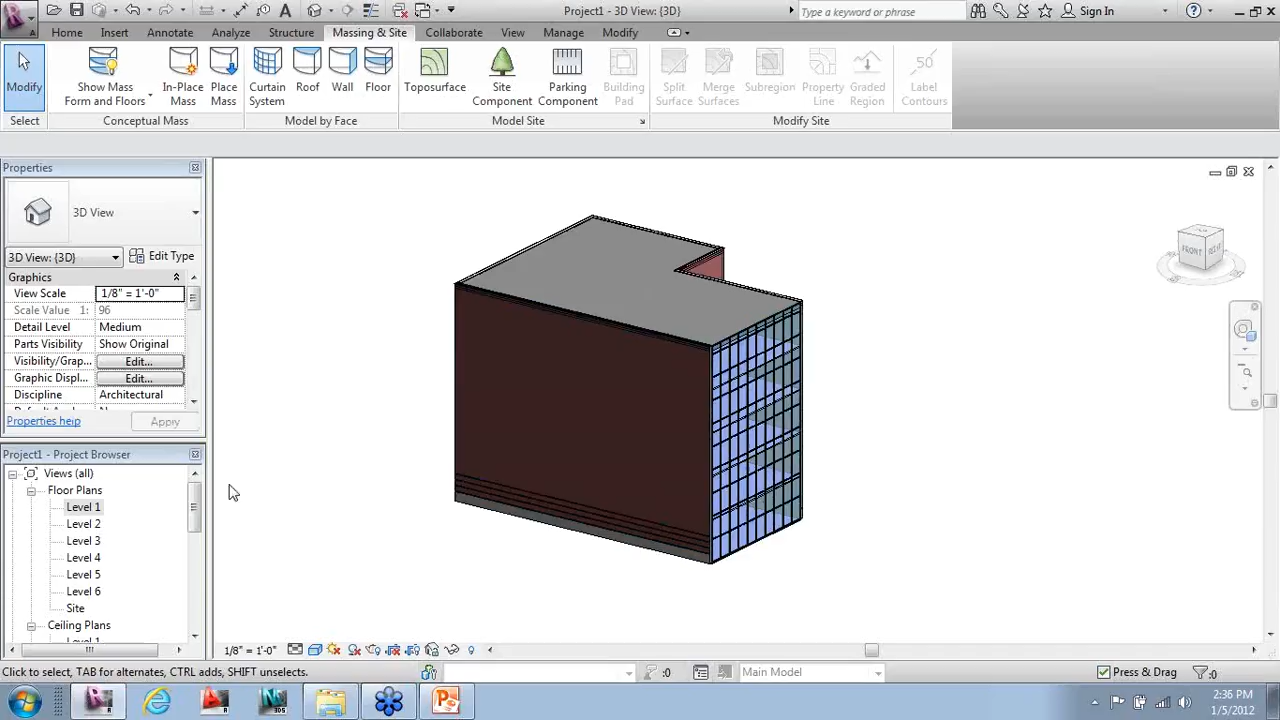 Project1 - 3D View: {3D}
Type a keyword or phrase
Sign In
Home
Insert
Annotate
Analyze
Structure
Massing & Site
Collaborate
View
Manage
Modify
Modify
Show Mass
Form and Floors
In-Place
Mass
Place
Mass
Curtain
System
Roof
Wall
Floor
Toposurface
Site
Component
Parking
Component
Building
Pad
Split
Surface
Merge
Surfaces
Subregion
Property
Line
Graded
Region
50
Label
Contours
Select
Conceptual Mass
Model by Face
Model Site
Modify Site
Properties
3D View
3D View: {3D}
Edit Type
Graphics
View Scale
1/8" = 1'-0"
Scale Value 1:
96
Detail Level
Medium
Parts Visibility
Show Original
Visibility/Grap...
Edit...
Graphic Displ...
Edit...
Discipline
Architectural
Properties help
Apply
Project1 - Project Browser
Views (all)
Floor Plans
Level 1
Level 2
Level 3
Level 4
Level 5
Level 6
Site
Ceiling Plans
Level 1
FRONT
1/8" = 1'-0"
Click to select, TAB for alternates, CTRL adds, SHIFT unselects.
:0
Main Model
Press & Drag
:0
2:36 PM
1/5/2012